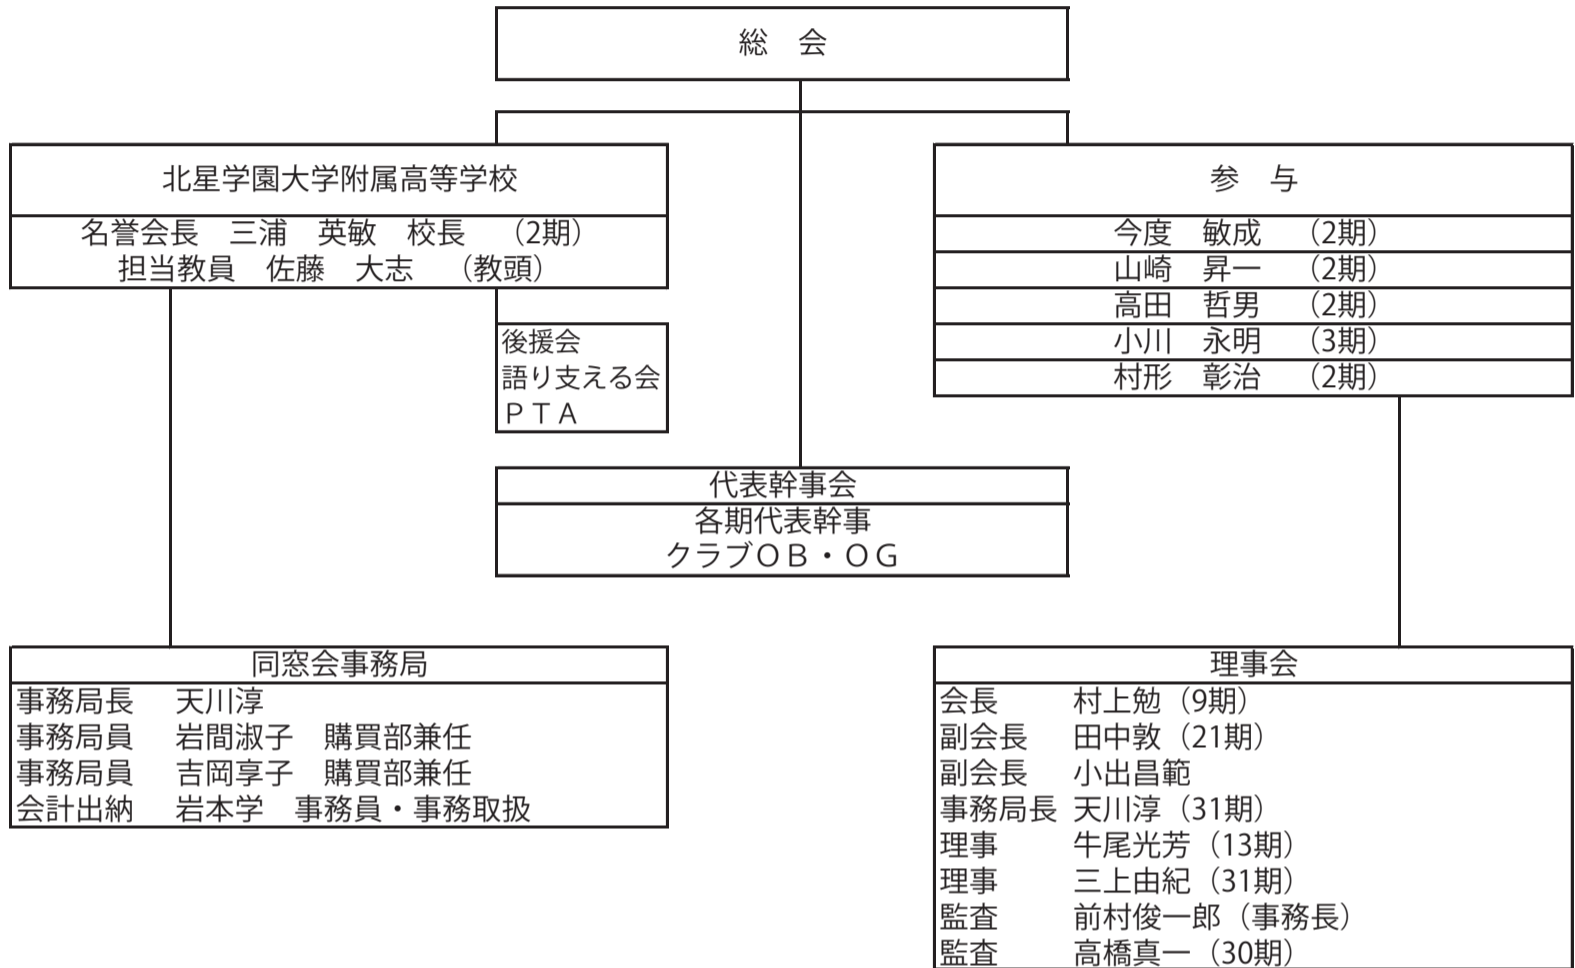 総　会
北星学園大学附属高等学校
名誉会長　三浦　英敏　校長　（2期）
担当教員　佐藤　大志　（教頭）
後援会
語り支える会
ＰＴＡ
参　与
今度　敏成　（2期）
山崎　昇一　（2期）
高田　哲男　（2期）
小川　永明　（3期）
村形　彰治　（2期）
代表幹事会
各期代表幹事
クラブＯＢ・ＯＧ
同窓会事務局
事務局長　天川淳
事務局員　岩間淑子　購買部兼任
事務局員　吉岡享子　購買部兼任
会計出納　岩本学　事務員・事務取扱
理事会
会長　村上勉（9期）
副会長　田中敦（21期）
副会長　小出昌範
事務局長　天川淳（31期）
理事　牛尾光芳（13期）
理事　三上由紀（31期）
監査　前村俊一郎（事務長）
監査　高橋真一（30期）